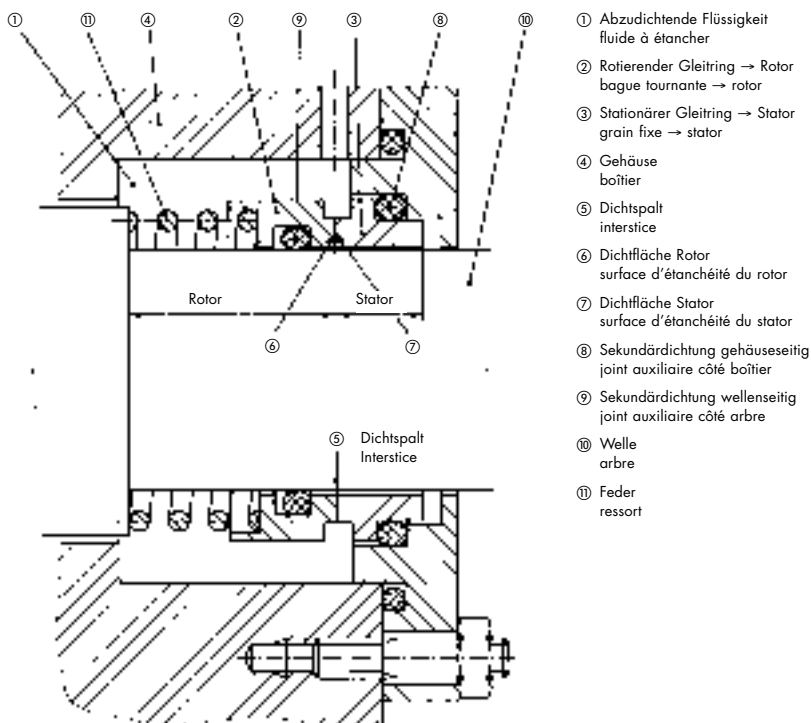 ① ⑪ ④ ② ⑨ ③ ⑧ ⑩
Rotor Stator
⑥ ⑦
⑤ Dichtspalt
Interstice
① Abzudichtende Flüssigkeit
fluide à étancher
② Rotierender Gleitring → Rotor
bague tournante → rotor
③ Stationärer Gleitring → Stator
grain fixe → stator
④ Gehäuse
boîtier
⑤ Dichtspalt
interstice
⑥ Dichtfläche Rotor
surface d'étanchéité du rotor
⑦ Dichtfläche Stator
surface d'étanchéité du stator
⑧ Sekundärdichtung gehäuseseitig
joint auxiliaire côté boîtier
⑨ Sekundärdichtung wellenseitig
joint auxiliaire côté arbre
⑩ Welle
arbre
⑪ Feder
ressort